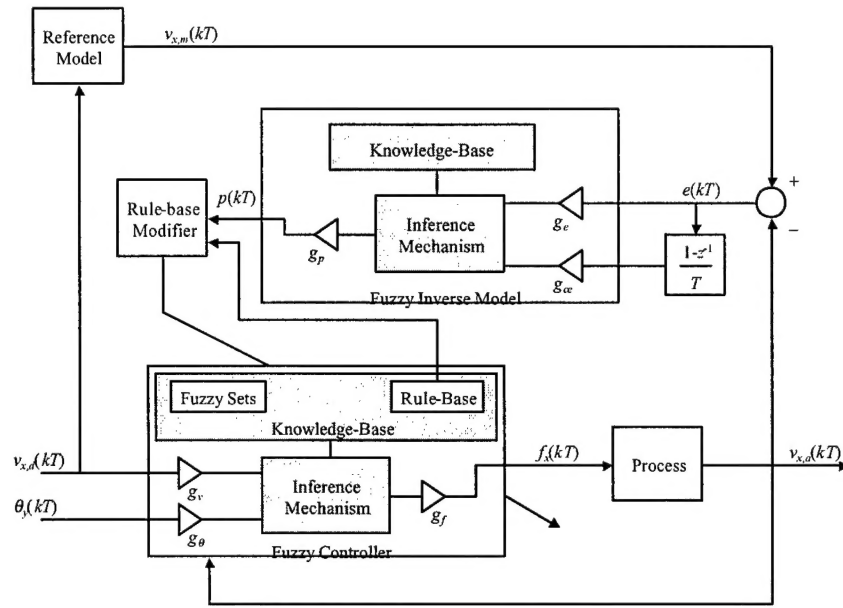 Reference
Model
v_{x,m}(kT)
Knowledge-Base
Rule-base
Modifier
p(kT)
Inference
Mechanism
g_e
e(kT)
+
−
g_p
g_{ce}
1-z^{-1}
T
Fuzzy Inverse Model
Fuzzy Sets
Rule-Base
Knowledge-Base
v_{x,d}(kT)
g_v
Inference
Mechanism
g_f
f_x(kT)
Process
v_{x,a}(kT)
θ_y(kT)
g_θ
Fuzzy Controller